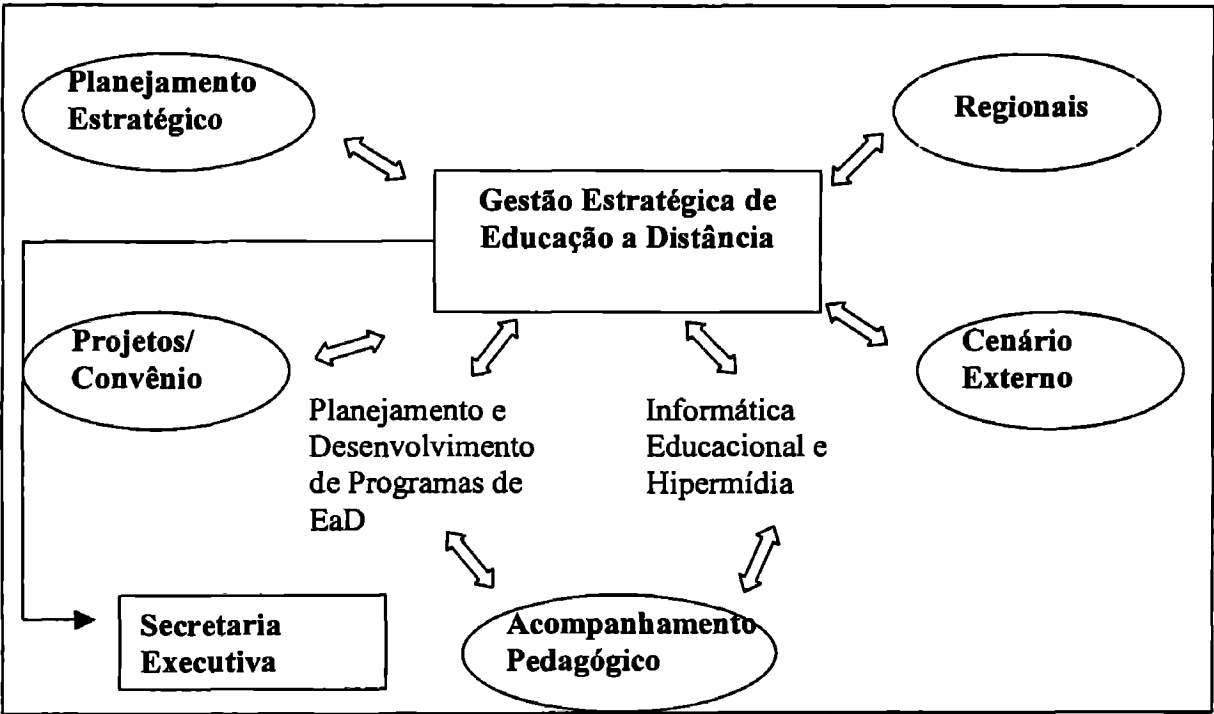 Planejamento
Estratégico
Regionais
Gestão Estratégica de
Educação a Distância
Projetos/
Convênio
Cenário
Externo
Planejamento e
Desenvolvimento
de Programas de
EaD
Informática
Educacional e
Hipermídia
Secretaria
Executiva
Acompanhamento
Pedagógico